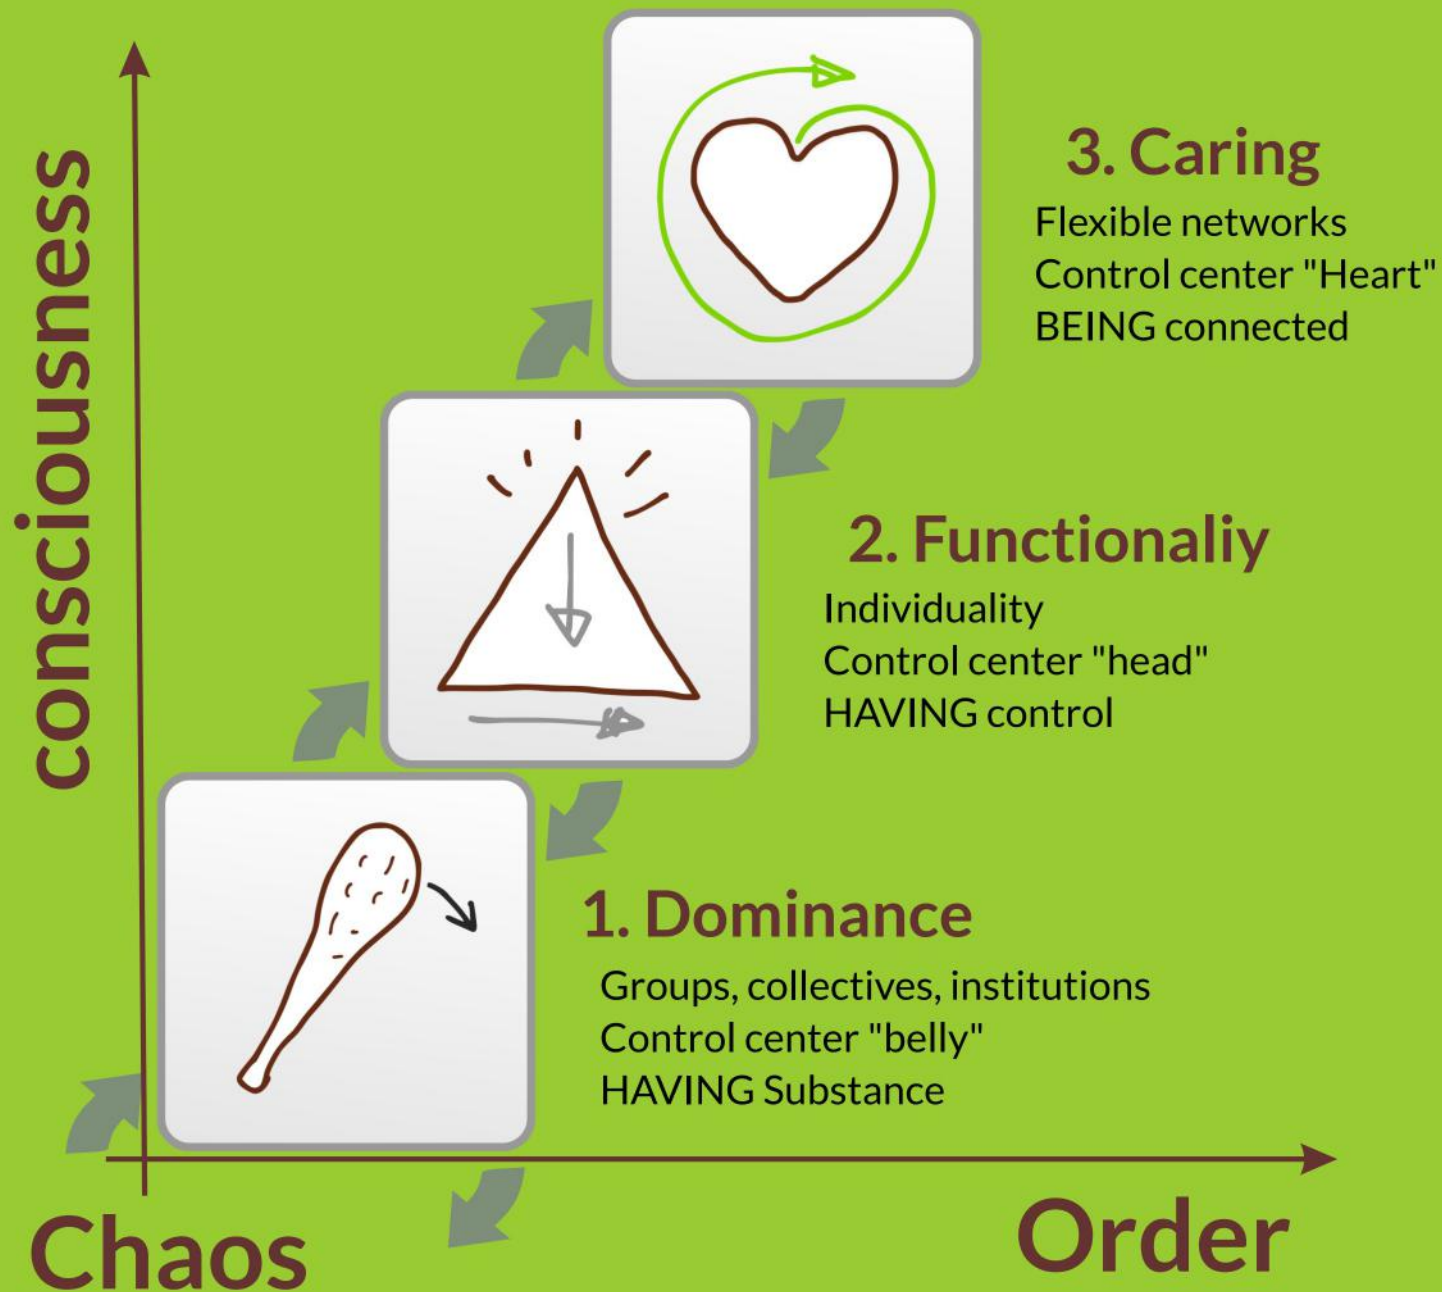 consciousness
3. Caring
Flexible networks
Control center "Heart"
BEING connected
2. Functionaliy
Individuality
Control center "head"
HAVING control
1. Dominance
Groups, collectives, institutions
Control center "belly"
HAVING Substance
Chaos
Order